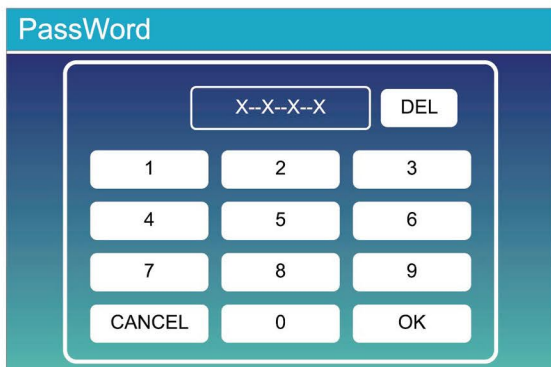 PassWord
X--X--X--X DEL
1 2 3
4 5 6
7 8 9
CANCEL 0 OK